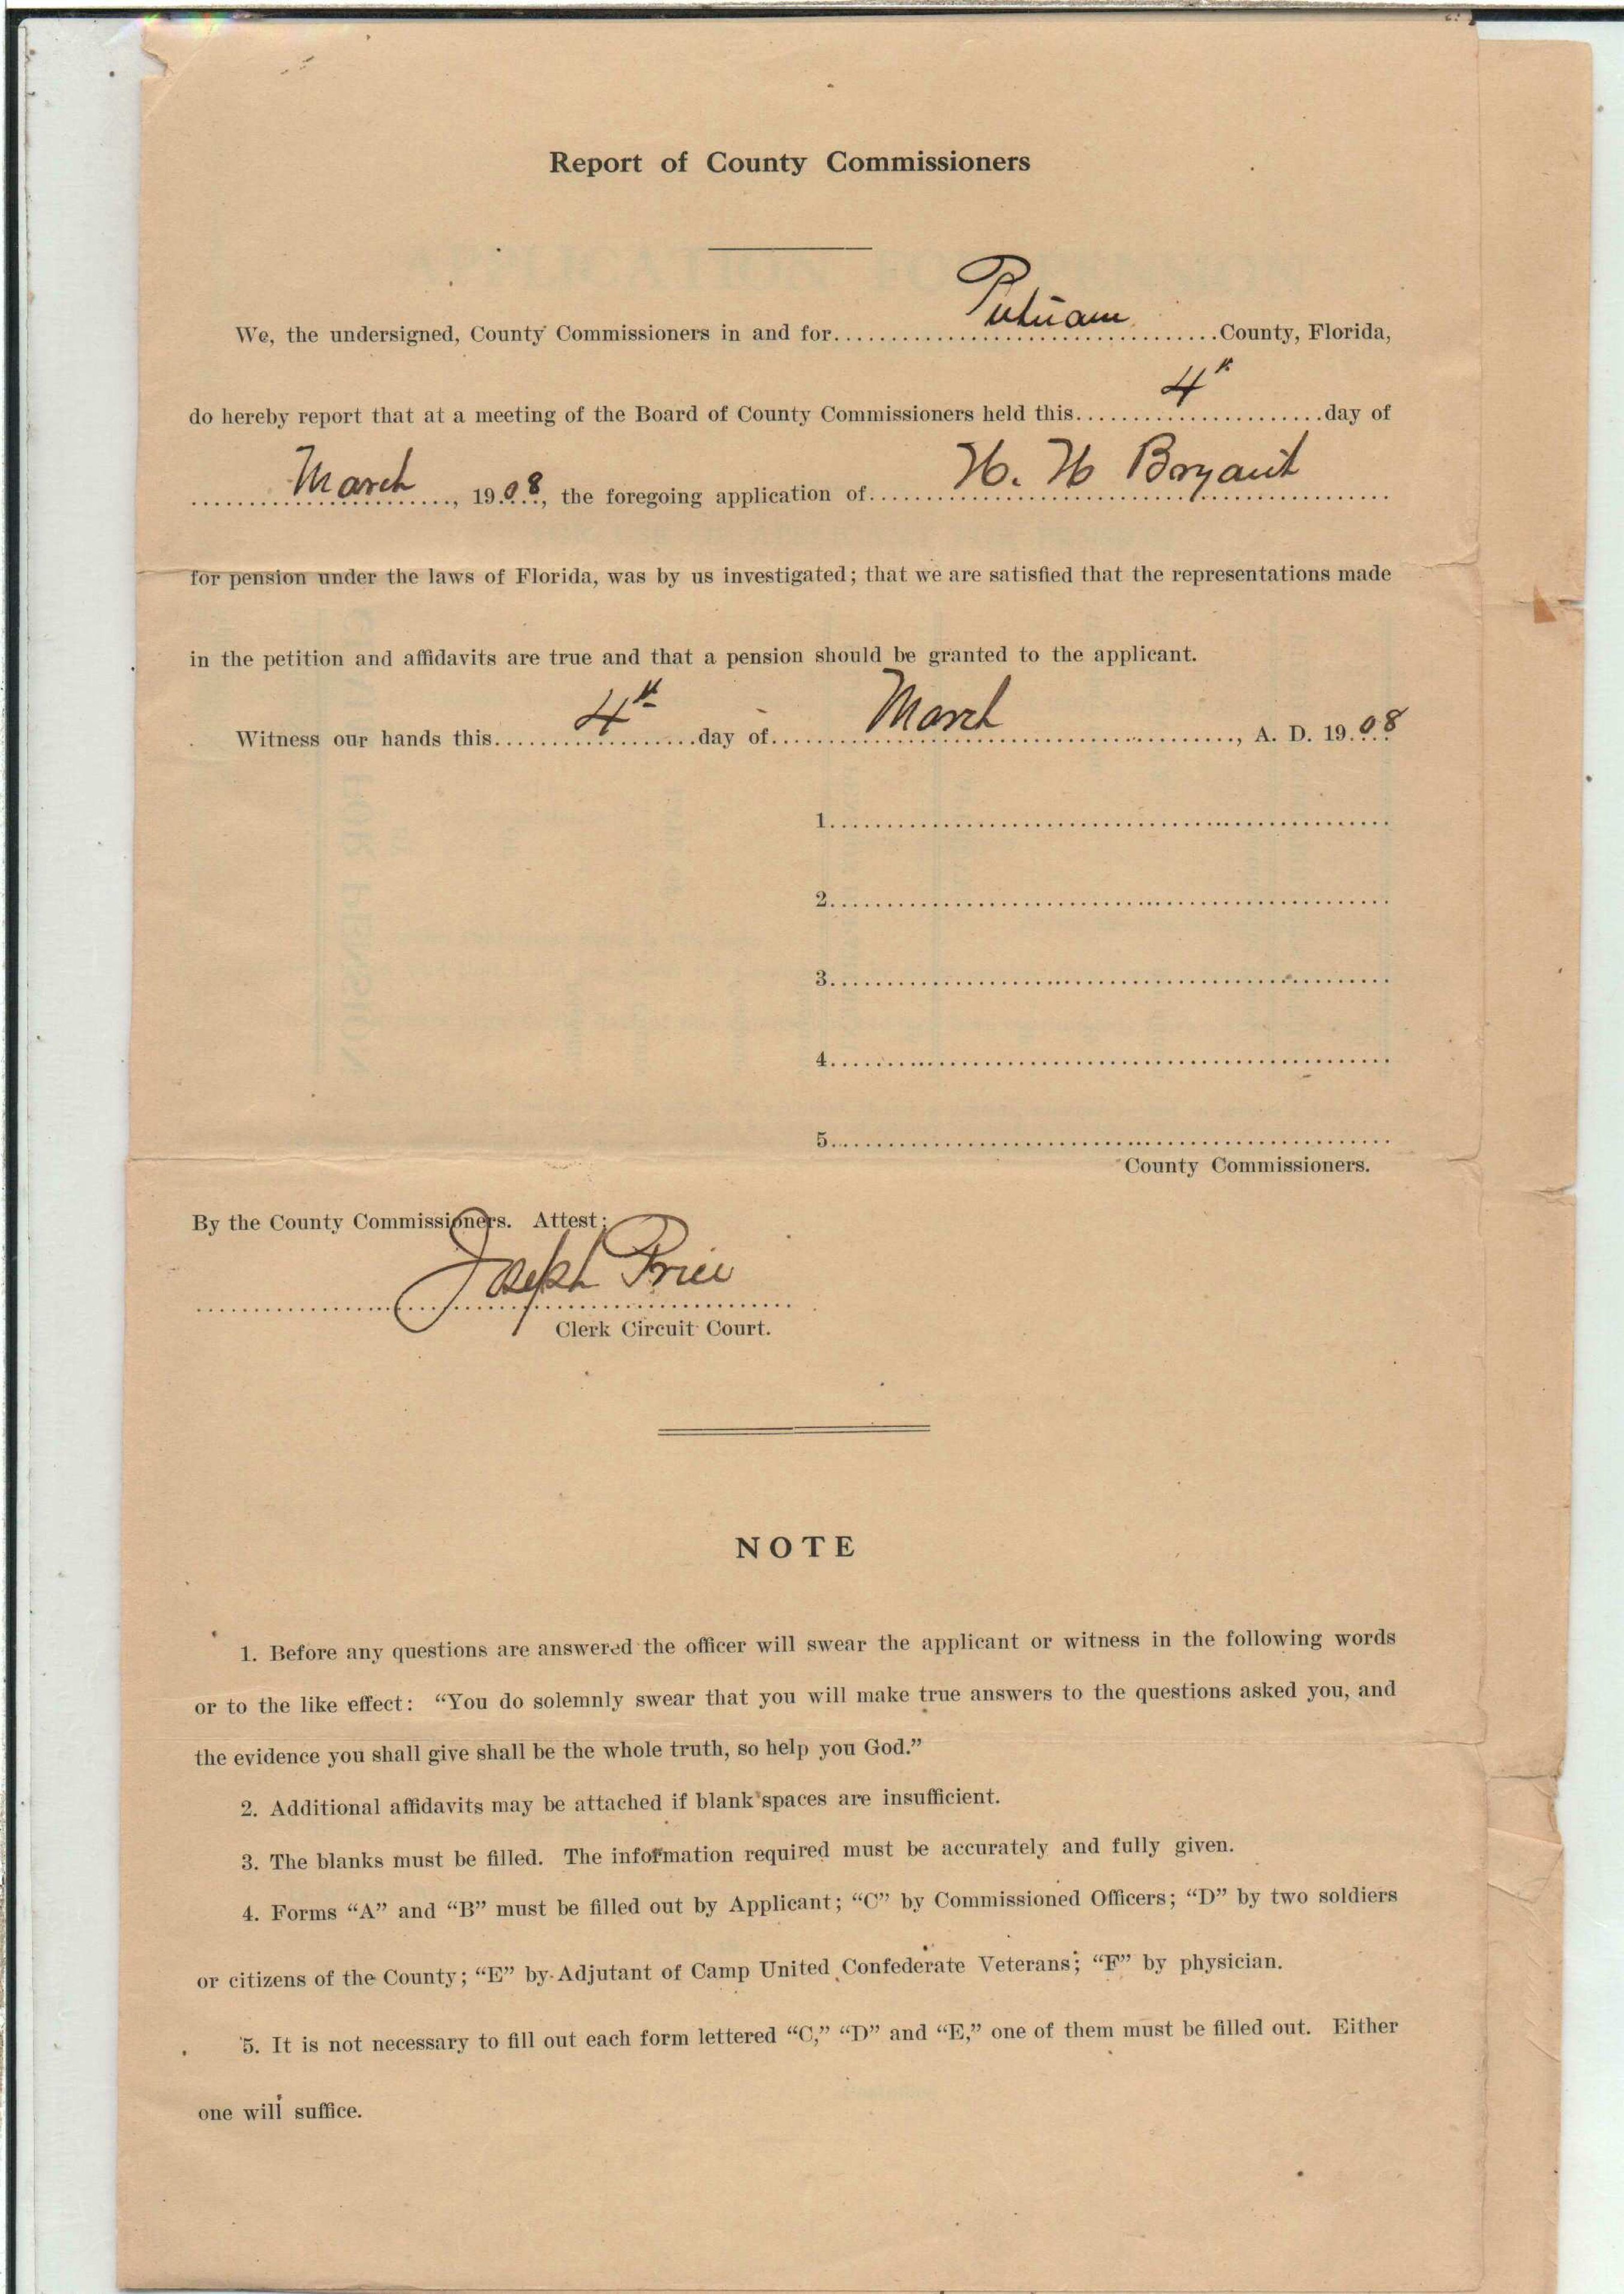 Report of County Commissioners
We, the undersigned, County Commissioners in and for Putnam County, Florida,
do hereby report that at a meeting of the Board of County Commissioners held this 4th day of
March, 1908, the foregoing application of H. H Bryant
for pension under the laws of Florida, was by us investigated; that we are satisfied that the representations made
in the petition and affidavits are true and that a pension should be granted to the applicant.
Witness our hands this 4th day of March, A. D. 1908
1.
2.
3.
4.
5.
County Commissioners.
By the County Commissioners. Attest:
Joseph Price
Clerk Circuit Court.
NOTE
1. Before any questions are answered the officer will swear the applicant or witness in the following words
or to the like effect: “You do solemnly swear that you will make true answers to the questions asked you, and
the evidence you shall give shall be the whole truth, so help you God.”
2. Additional affidavits may be attached if blank spaces are insufficient.
3. The blanks must be filled. The information required must be accurately and fully given.
4. Forms “A” and “B” must be filled out by Applicant; “C” by Commissioned Officers; “D” by two soldiers
or citizens of the County; “E” by Adjutant of Camp United Confederate Veterans; “F” by physician.
5. It is not necessary to fill out each form lettered “C,” “D” and “E,” one of them must be filled out. Either
one will suffice.